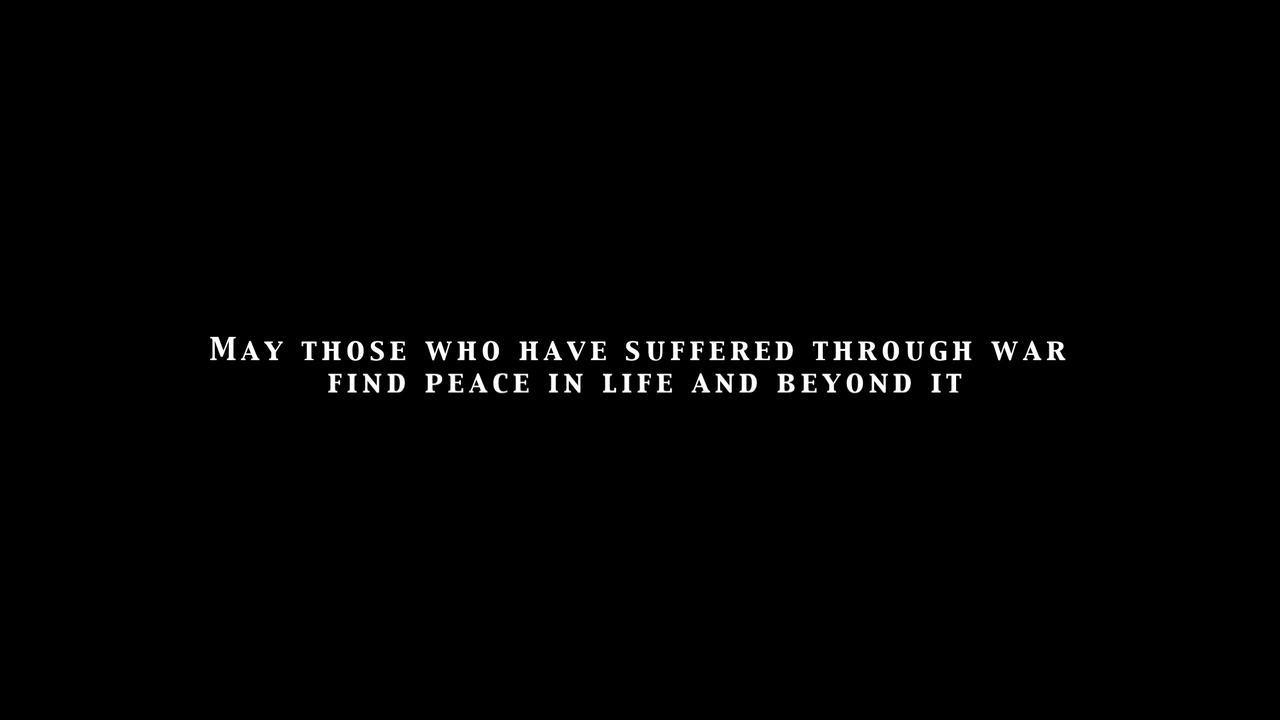 May those who have suffered through war
find peace in life and beyond it